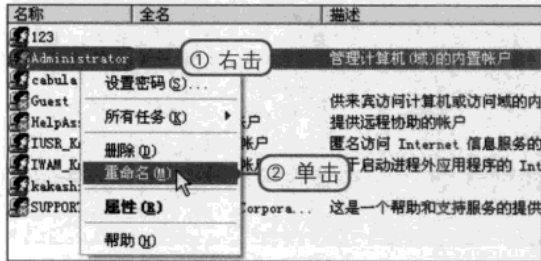 名称 全名 描述
123
Administrator 管理计算机(域)的内置帐户
① 右击
cabula
设置密码(S)...
Guest 供来宾访问计算机或访问域的内
所有任务(K)
HelpAs 帐户 提供远程协助的帐户
IUSR_KA 帐户 匿名访问 Internet 信息服务的
删除(D)
IWAM_KA 帐户 于启动进程外应用程序的 Int
重命名(M)
② 单击
kakashi
SUPPOR Corpora... 这是一个帮助和支持服务的提供
属性(R)
帮助(H)